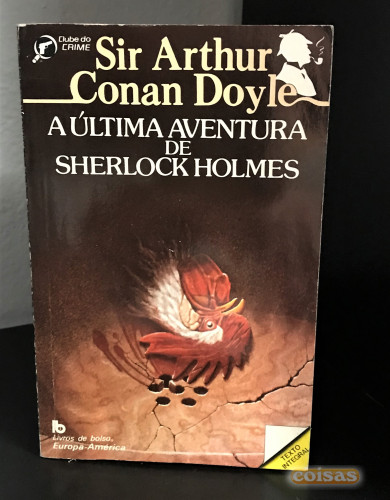 Clube do
CRIME
Sir Arthur
Conan Doyle
A ÚLTIMA AVENTURA
DE
SHERLOCK HOLMES
Livros de bolso
Europa-América
TEXTO
INTEGRAL
coisas